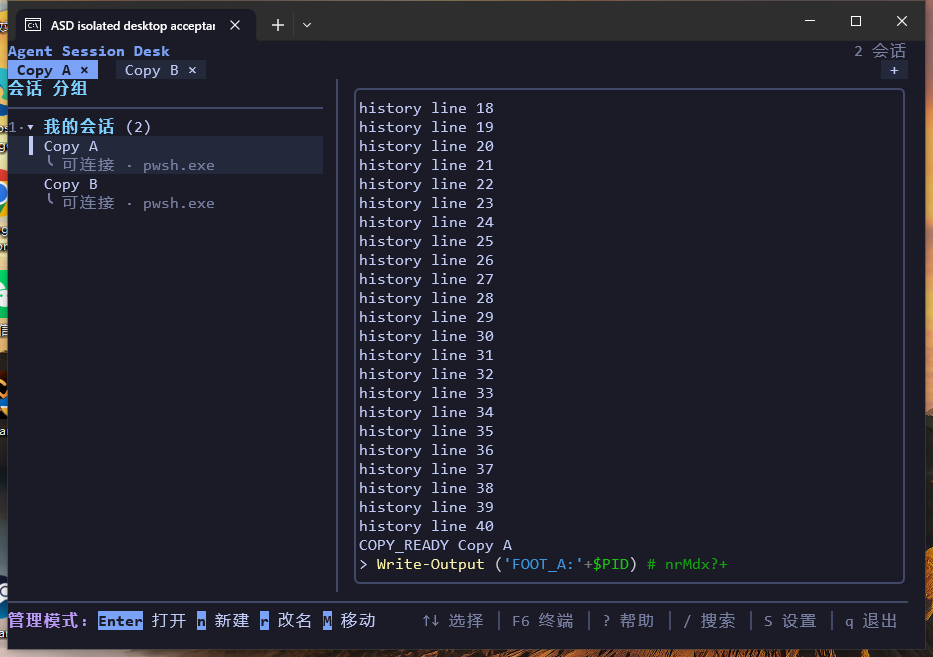 ASD isolated desktop acceptar
Agent Session Desk
2 会话
Copy A × Copy B ×
+
会话 分组
1·▾ 我的会话 (2)
Copy A
╰ 可连接 · pwsh.exe
Copy B
╰ 可连接 · pwsh.exe
history line 18
history line 19
history line 20
history line 21
history line 22
history line 23
history line 24
history line 25
history line 26
history line 27
history line 28
history line 29
history line 30
history line 31
history line 32
history line 33
history line 34
history line 35
history line 36
history line 37
history line 38
history line 39
history line 40
COPY_READY Copy A
> Write-Output ('FOOT_A:'+$PID) # nrMdx?+
管理模式: Enter 打开 n 新建 r 改名 M 移动 ↑↓ 选择 │ F6 终端 │ ? 帮助 │ / 搜索 │ S 设置 │ q 退出